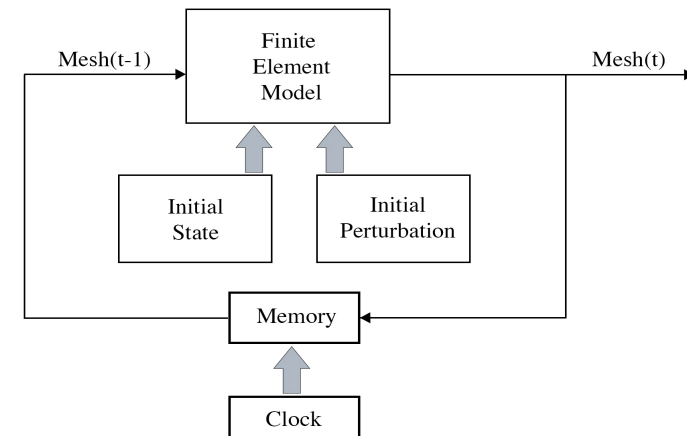 Mesh(t-1)
Finite
Element
Model
Mesh(t)
Initial
State
Initial
Perturbation
Memory
Clock